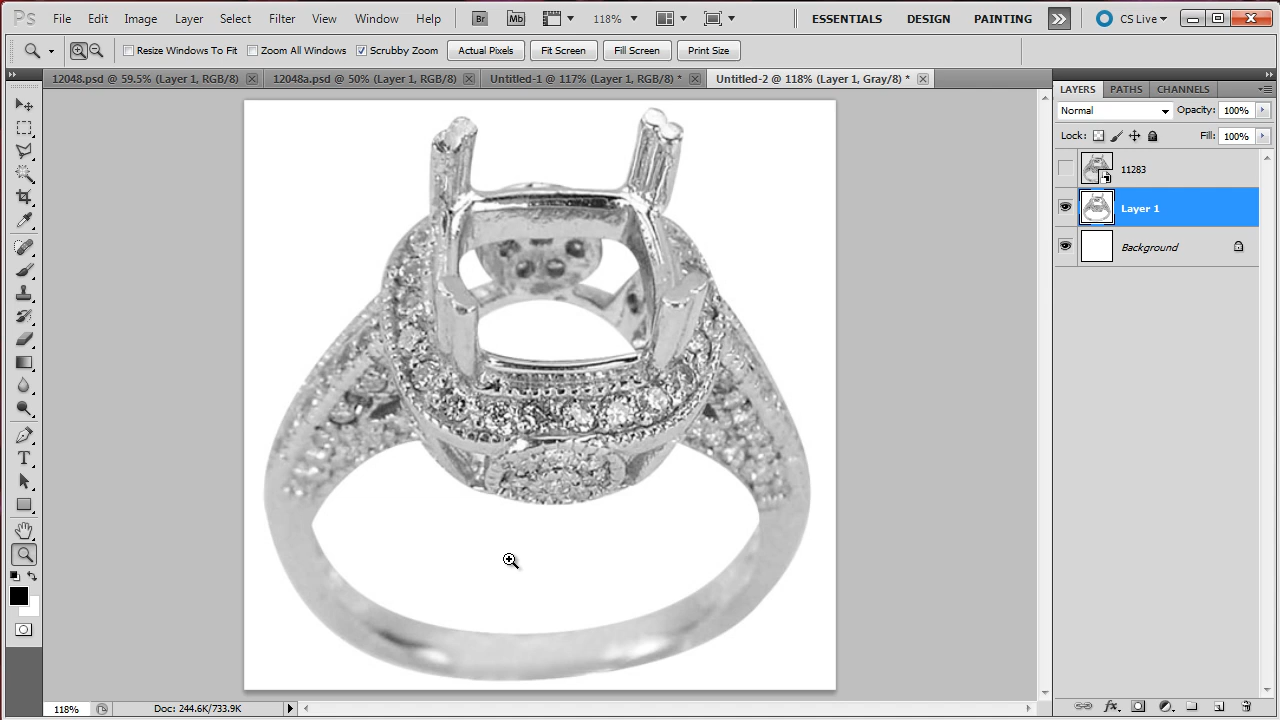 Ps File Edit Image Layer Select Filter View Window Help Br Mb 118% ESSENTIALS DESIGN PAINTING CS Live
Resize Windows To Fit Zoom All Windows Scrubby Zoom Actual Pixels Fit Screen Fill Screen Print Size
12048.psd @ 59.5% (Layer 1, RGB/8) 12048a.psd @ 50% (Layer 1, RGB/8) Untitled-1 @ 117% (Layer 1, RGB/8) * Untitled-2 @ 118% (Layer 1, Gray/8) *
LAYERS PATHS CHANNELS
Normal Opacity: 100%
Lock: Fill: 100%
11283
Layer 1
Background
T
118% Doc: 244.6K/733.9K
fx